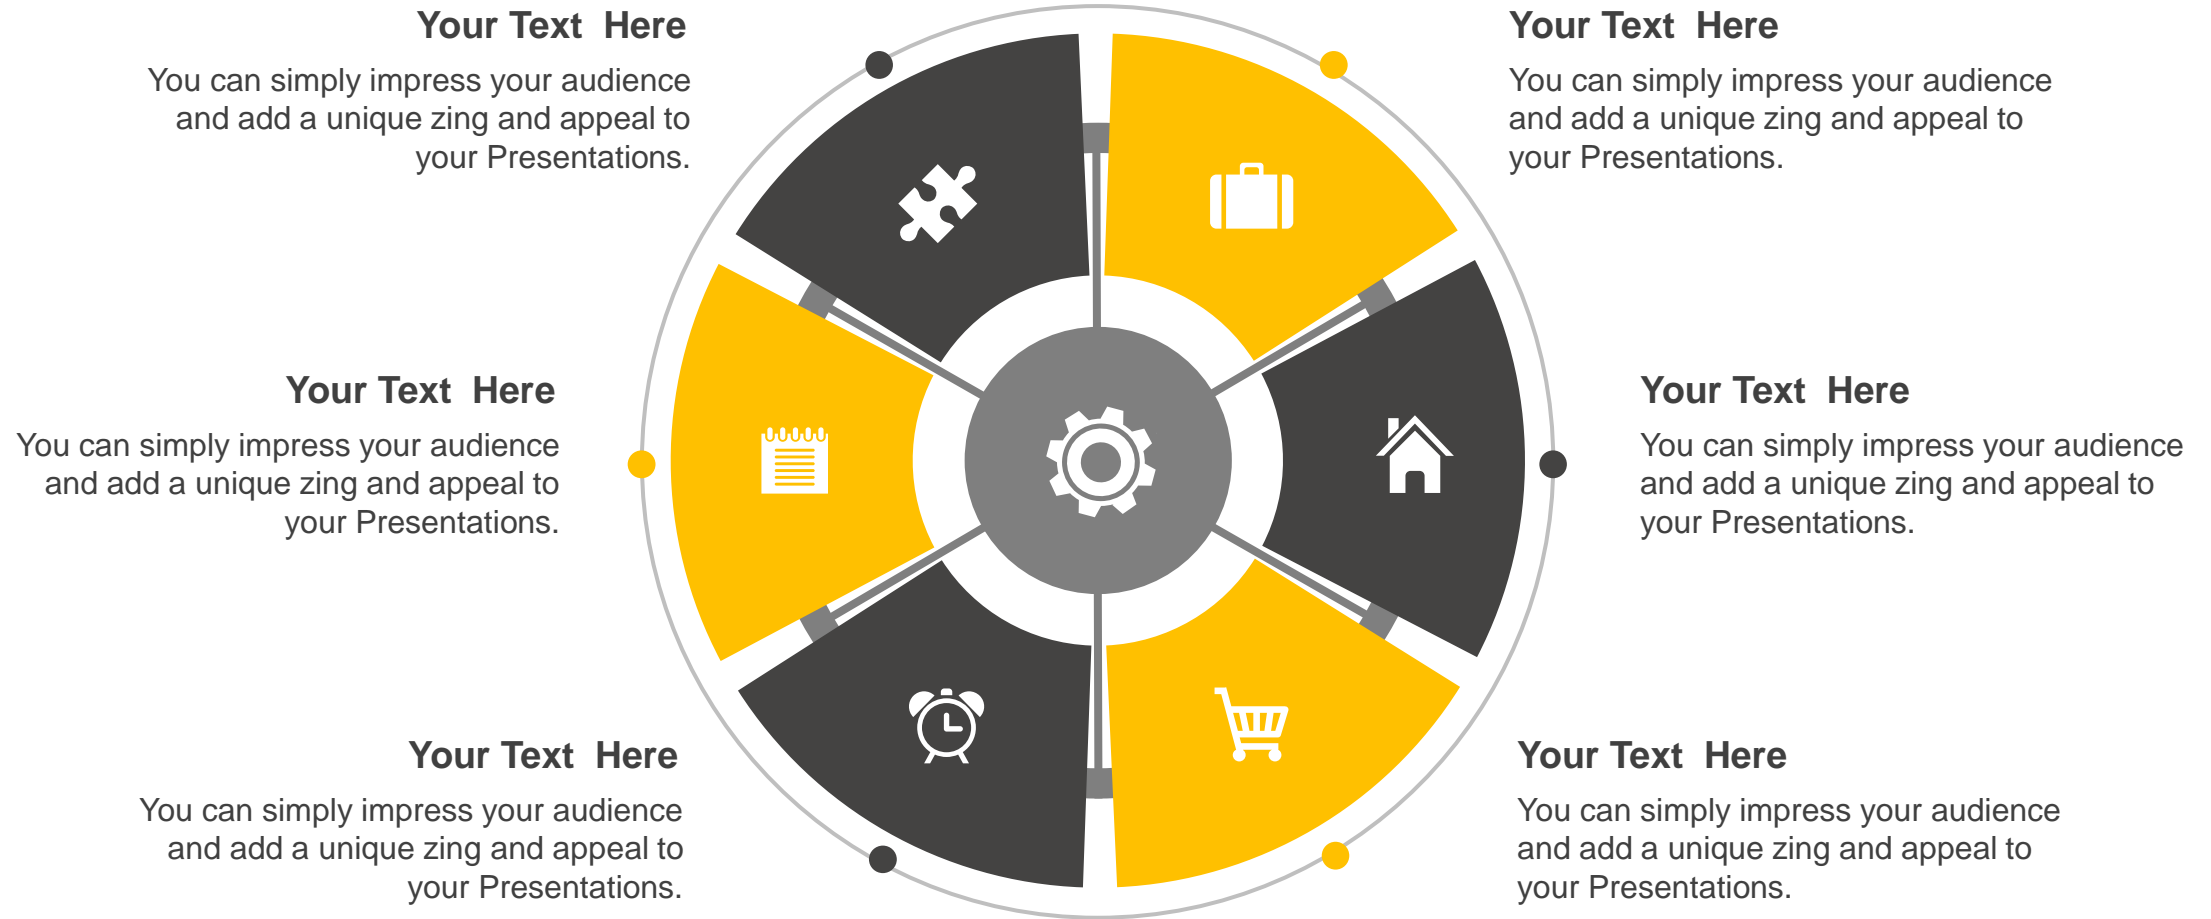 Your Text  Here
You can simply impress your audience
and add a unique zing and appeal to
your Presentations.
Your Text  Here
You can simply impress your audience
and add a unique zing and appeal to
your Presentations.
Your Text  Here
You can simply impress your audience
and add a unique zing and appeal to
your Presentations.
Your Text  Here
You can simply impress your audience
and add a unique zing and appeal to
your Presentations.
Your Text  Here
You can simply impress your audience
and add a unique zing and appeal to
your Presentations.
Your Text  Here
You can simply impress your audience
and add a unique zing and appeal to
your Presentations.